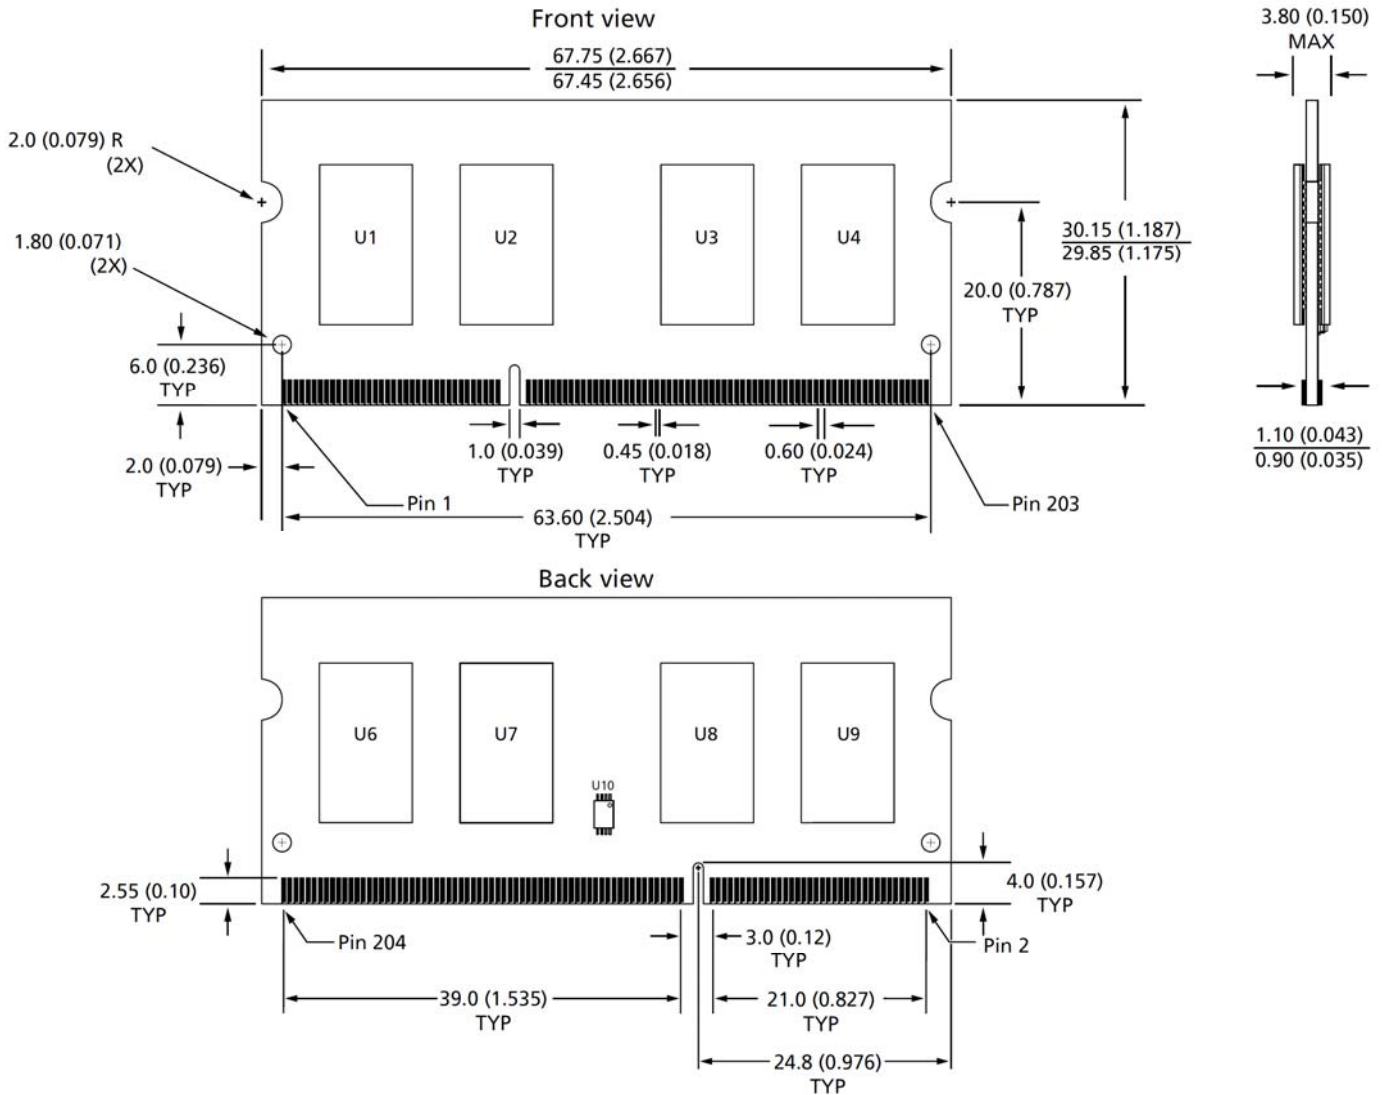 Front view
3.80 (0.150)
MAX
67.75 (2.667)
67.45 (2.656)
2.0 (0.079) R
(2X)
U1
U2
U3
U4
1.80 (0.071)
(2X)
30.15 (1.187)
29.85 (1.175)
20.0 (0.787)
TYP
6.0 (0.236)
TYP
1.0 (0.039)
TYP
0.45 (0.018)
TYP
0.60 (0.024)
TYP
1.10 (0.043)
0.90 (0.035)
2.0 (0.079)
TYP
Pin 1
Pin 203
63.60 (2.504)
TYP
Back view
U6
U7
U8
U9
U10
2.55 (0.10)
TYP
4.0 (0.157)
TYP
Pin 204
3.0 (0.12)
TYP
Pin 2
39.0 (1.535)
TYP
21.0 (0.827)
TYP
24.8 (0.976)
TYP